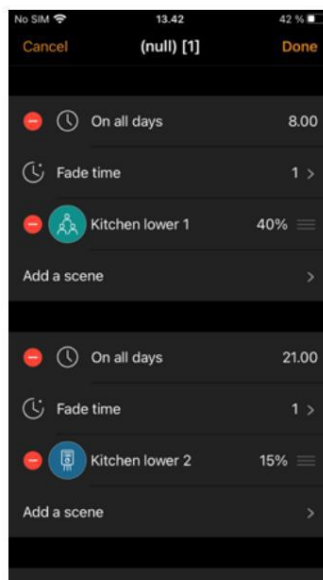 No SIM 13.42 42 %
Cancel (null) [1] Done
On all days 8.00
Fade time 1 >
Kitchen lower 1 40%
Add a scene >
On all days 21.00
Fade time 1 >
Kitchen lower 2 15%
Add a scene >